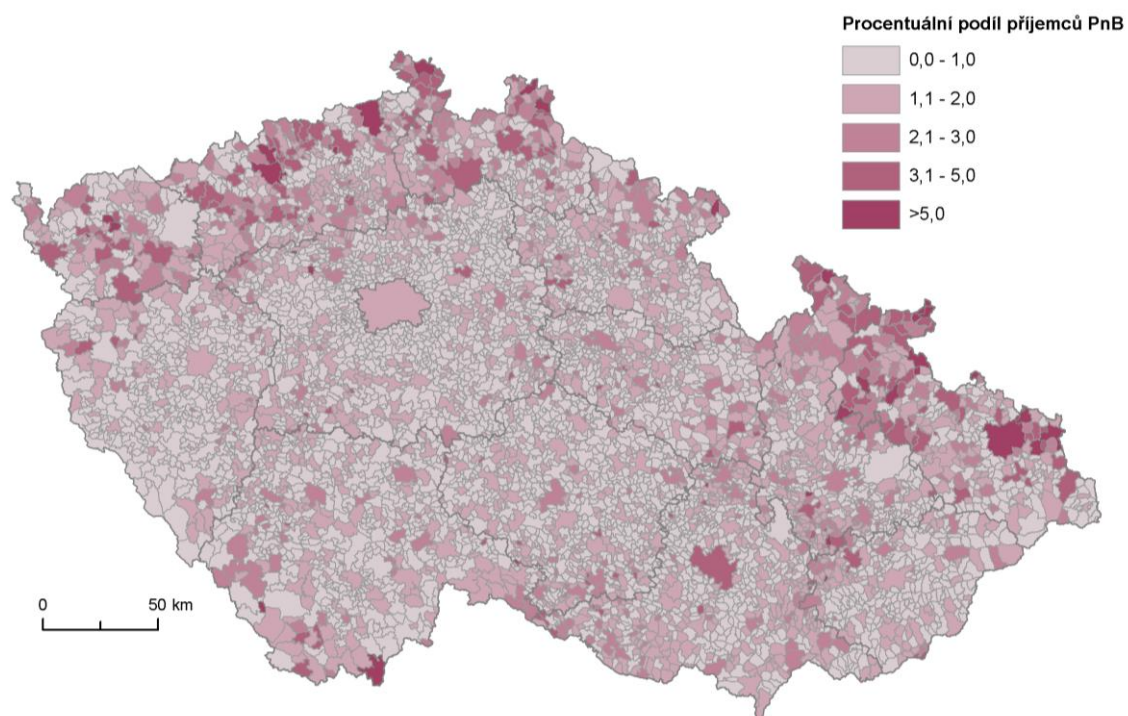 Procentuální podíl příjemců PnB
0,0 - 1,0
1,1 - 2,0
2,1 - 3,0
3,1 - 5,0
>5,0
0 50 km